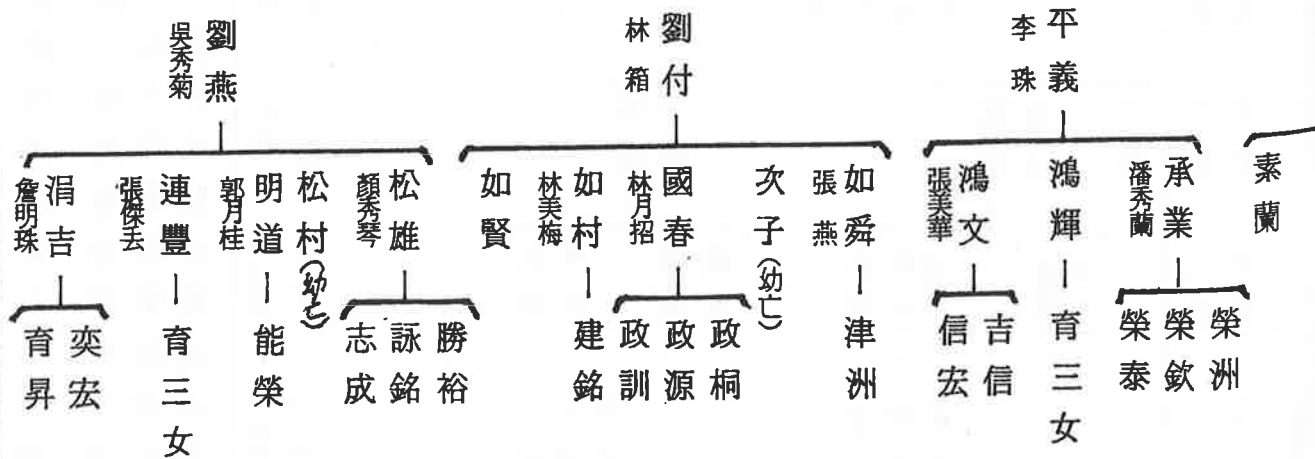 素蘭
平義
李珠
承業
潘秀蘭
榮洲
榮欽
榮泰
鴻輝
育三女
鴻文
張美華
吉信
信宏
劉付
林箱
如舜
張燕
津洲
次子(幼亡)
國春
林月招
政桐
政源
政訓
如村
林美梅
建銘
如賢
劉燕
吳秀菊
松雄
顏秀琴
勝裕
詠銘
志成
松村(幼亡)
明道
郭月桂
能榮
連豐
張傑丢
育三女
涓吉
詹明珠
奕宏
育昇